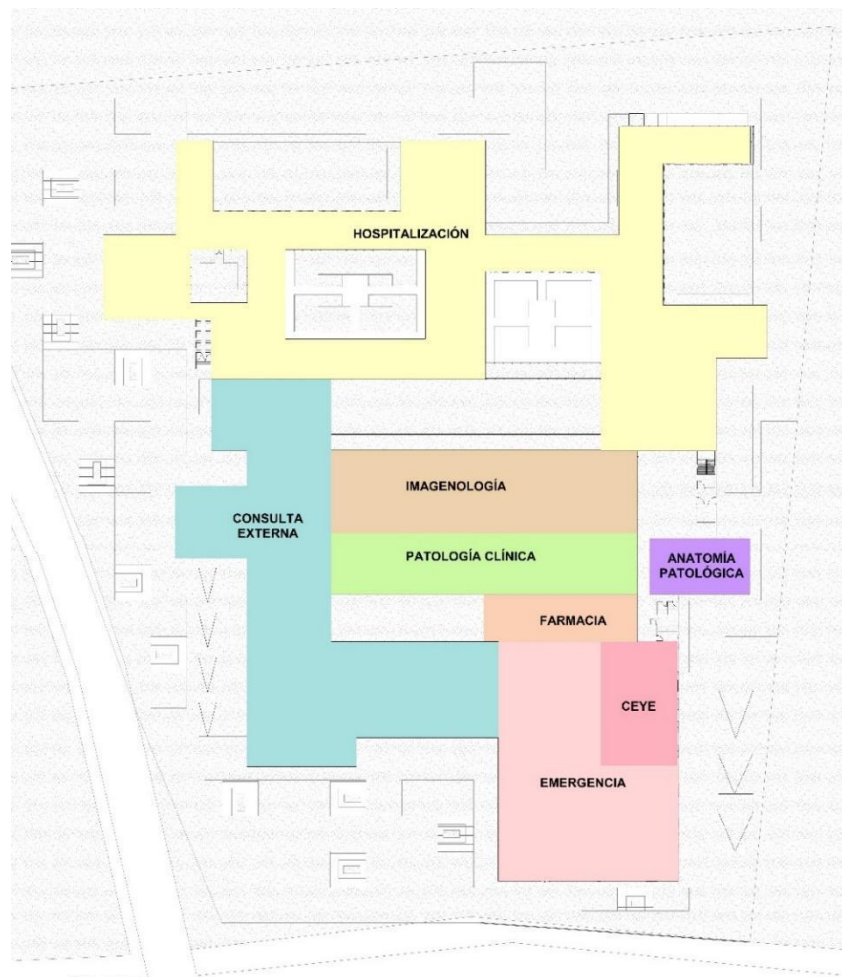 HOSPITALIZACIÓN
IMAGENOLOGÍA
CONSULTA
EXTERNA
PATOLOGÍA CLÍNICA
ANATOMÍA
PATOLÓGICA
FARMACIA
CEYE
EMERGENCIA